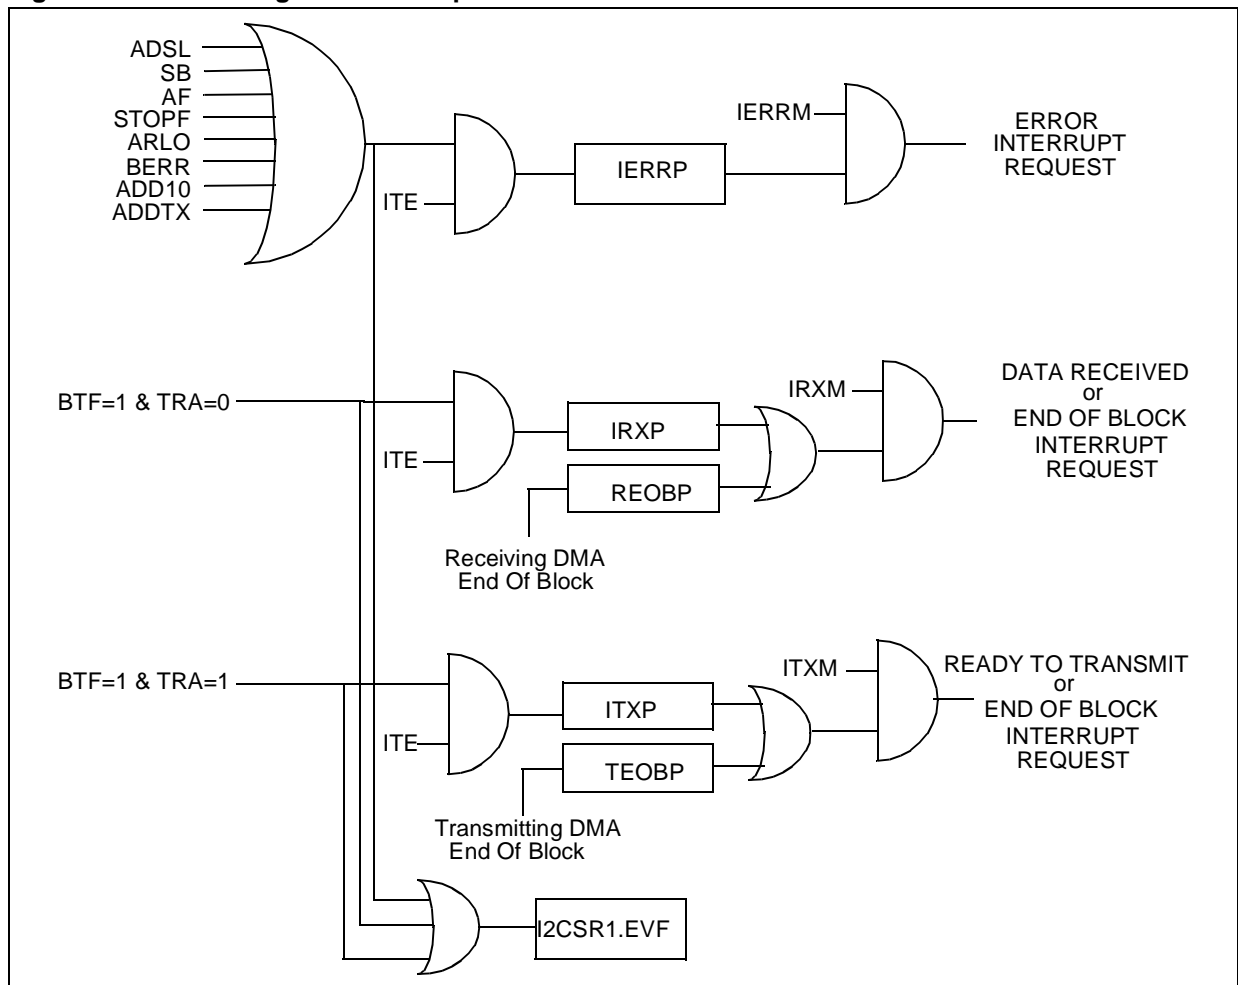 ADSL
SB
AF
STOPF
ARLO
BERR
ADD10
ADDTX
ITE
IERRP
IERRM
ERROR
INTERRUPT
REQUEST
BTF=1 & TRA=0
ITE
IRXP
REOBP
Receiving DMA
End Of Block
IRXM
DATA RECEIVED
or
END OF BLOCK
INTERRUPT
REQUEST
BTF=1 & TRA=1
ITE
ITXP
TEOBP
Transmitting DMA
End Of Block
ITXM
READY TO TRANSMIT
or
END OF BLOCK
INTERRUPT
REQUEST
I2CSR1.EVF